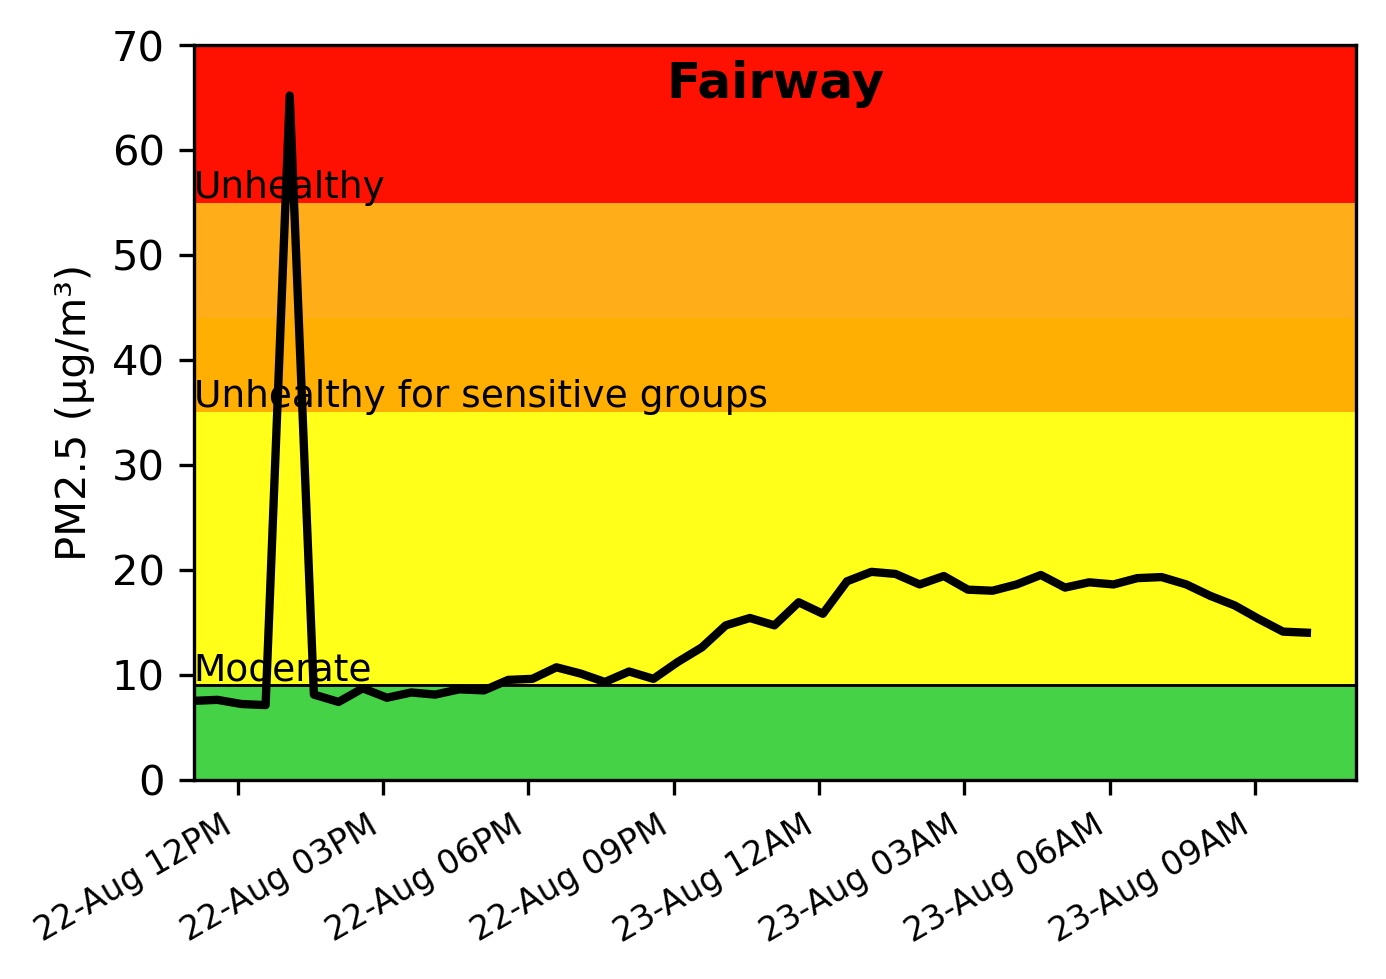 Fairway
70
60
50
40
30
20
10
0
PM2.5 (µg/m³)
Unhealthy
Unhealthy for sensitive groups
Moderate
22-Aug 12PM
22-Aug 03PM
22-Aug 06PM
22-Aug 09PM
23-Aug 12AM
23-Aug 03AM
23-Aug 06AM
23-Aug 09AM